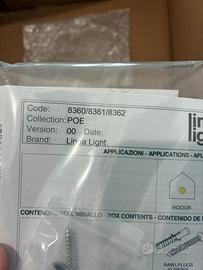 Code: 8360/8361/8362
Collection: POE
Version: 00 Date:
Brand: Linea Light
APPLICAZIONI - APPLICATIONS - APL
INDOOR
CONTENUTO DELL'IMBALLO - BOX CONTENTS - CONTENIDO DE
RAWLPLUGS